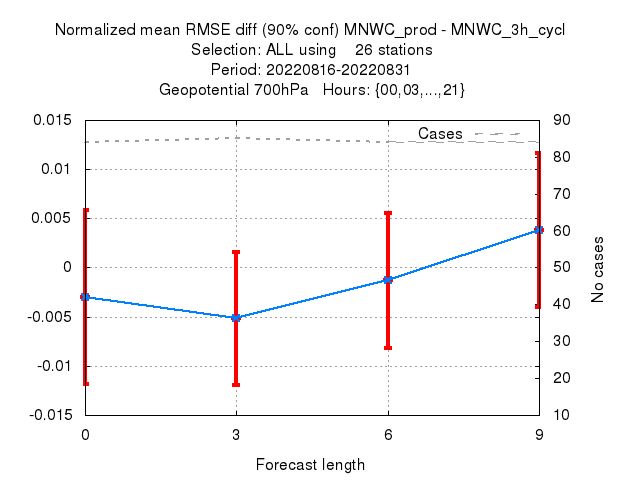 Normalized mean RMSE diff (90% conf) MNWC_prod - MNWC_3h_cycl
Selection: ALL using 26 stations
Period: 20220816-20220831
Geopotential 700hPa Hours: {00,03,...,21}
0.015
0.01
0.005
0
-0.005
-0.01
-0.015
Cases
90
80
70
60
50
40
30
20
10
No cases
0 3 6 9
Forecast length